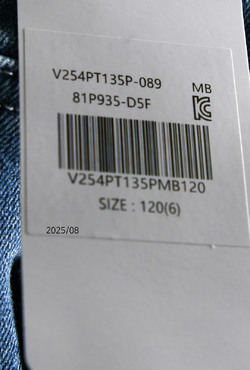 V254PT135P-089
MB
81P935-D5F
V254PT135PMB120
SIZE : 120(6)
2025/08